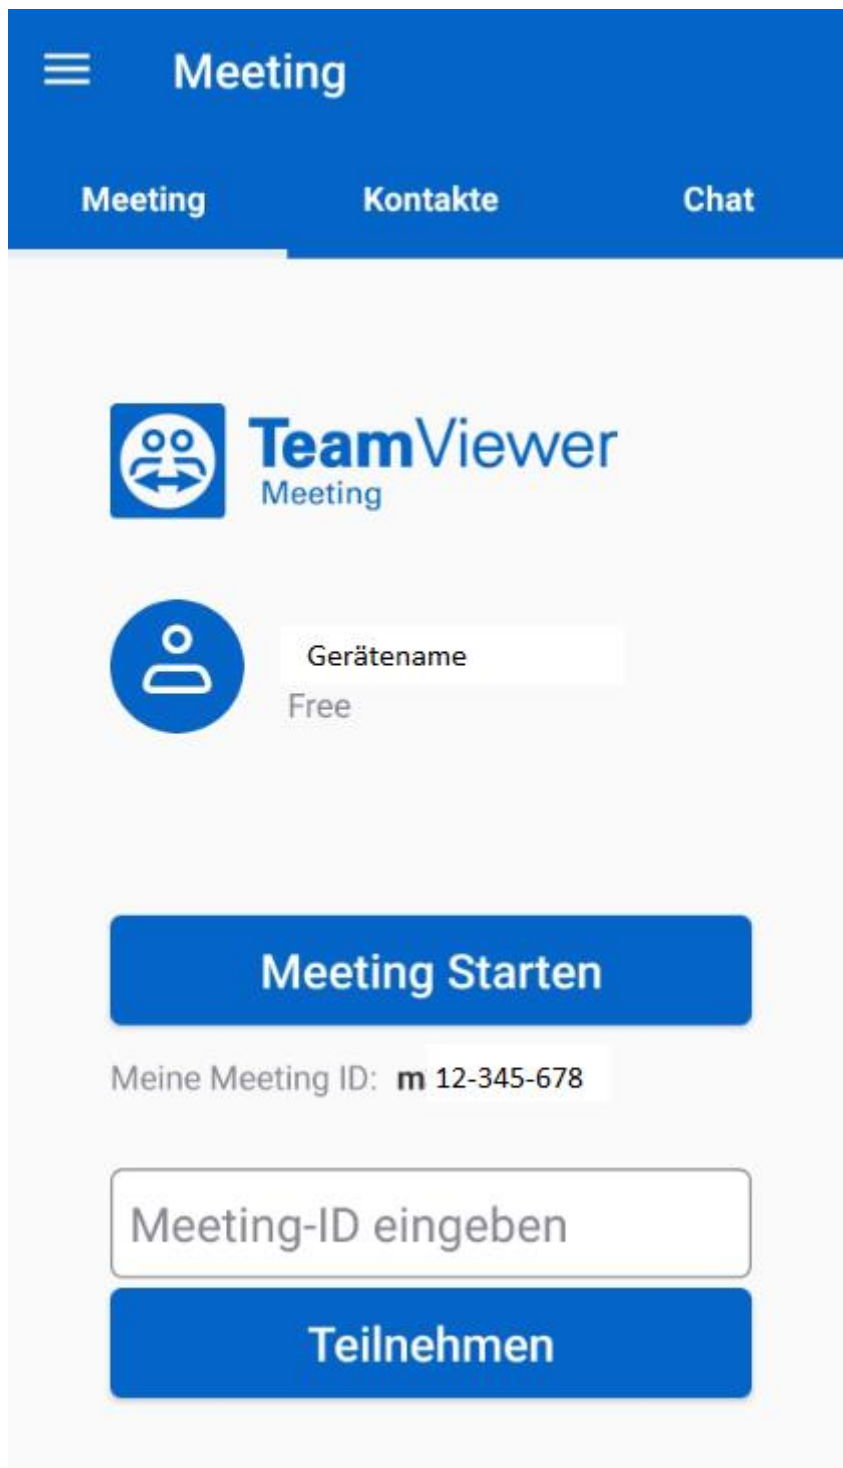 Meeting
Meeting Kontakte Chat
TeamViewer
Meeting
Gerätename
Free
Meeting Starten
Meine Meeting ID: m 12-345-678
Meeting-ID eingeben
Teilnehmen